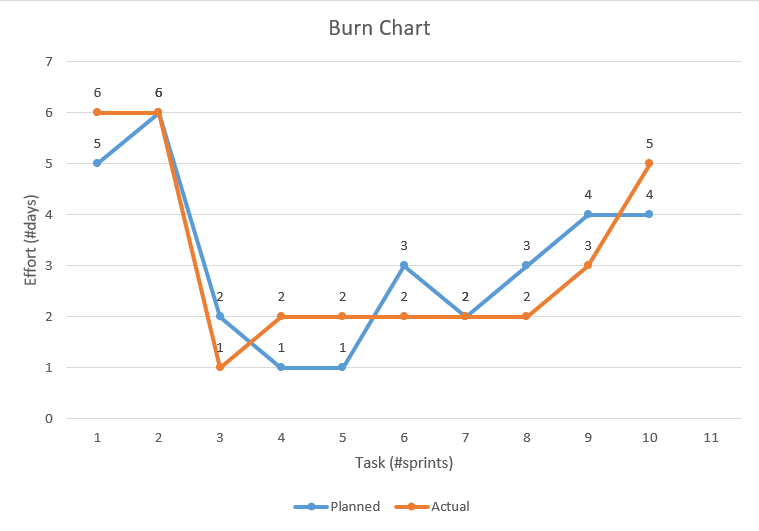 Burn Chart
7
6 6 6
6
5 5 5
5
4 4
4
Effort (#days)
3 3 3
3
2 2 2 2 2 2
2
1 1 1
1
0
1 2 3 4 5 6 7 8 9 10 11
Task (#sprints)
Planned Actual